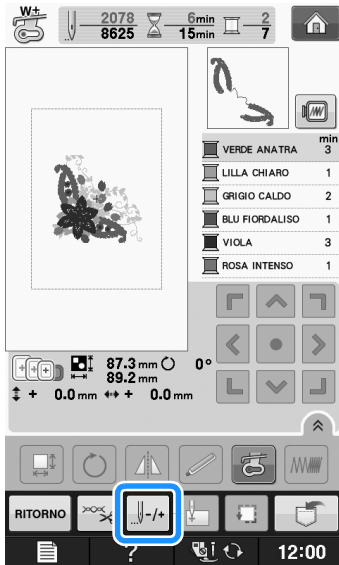 W+
2078 6min 2
8625 15min 7
min
VERDE ANATRA 3
LILLA CHIARO 1
GRIGIO CALDO 2
BLU FIORDALISO 1
VIOLA 3
ROSA INTENSO 1
87.3 mm 0°
89.2 mm
+ 0.0 mm + 0.0 mm
RITORNO -/+
? 12:00